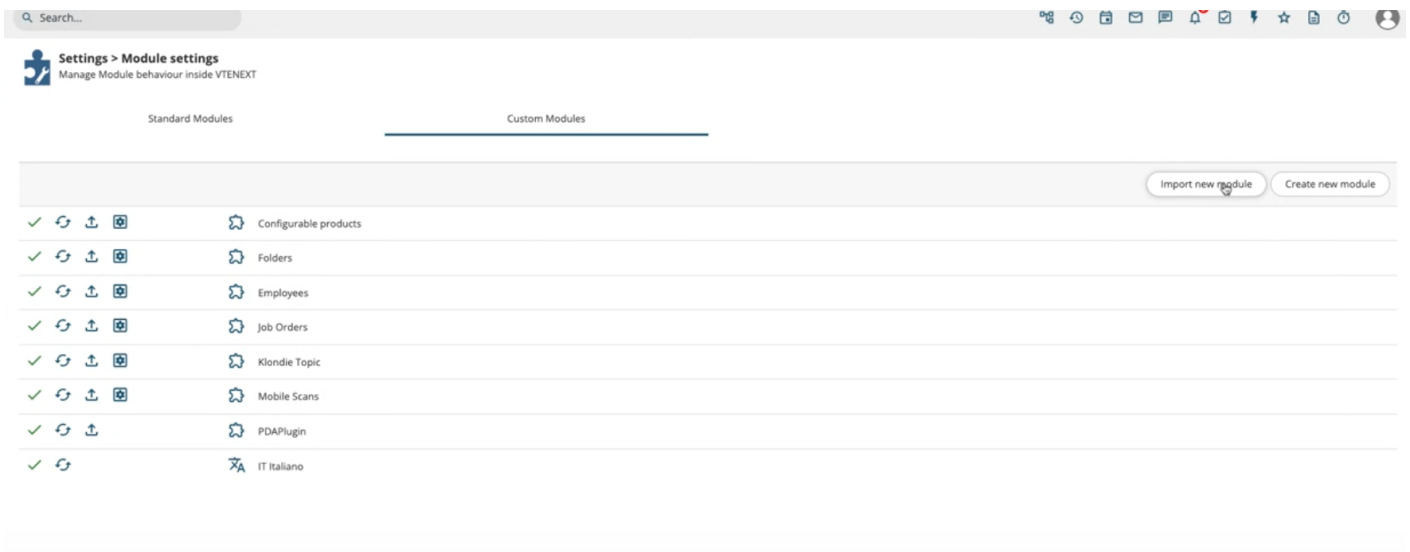 Search...
Settings > Module settings
Manage Module behaviour inside VTENEXT
Standard Modules
Custom Modules
Import new module
Create new module
Configurable products
Folders
Employees
Job Orders
Klondie Topic
Mobile Scans
PDAPlugin
IT Italiano